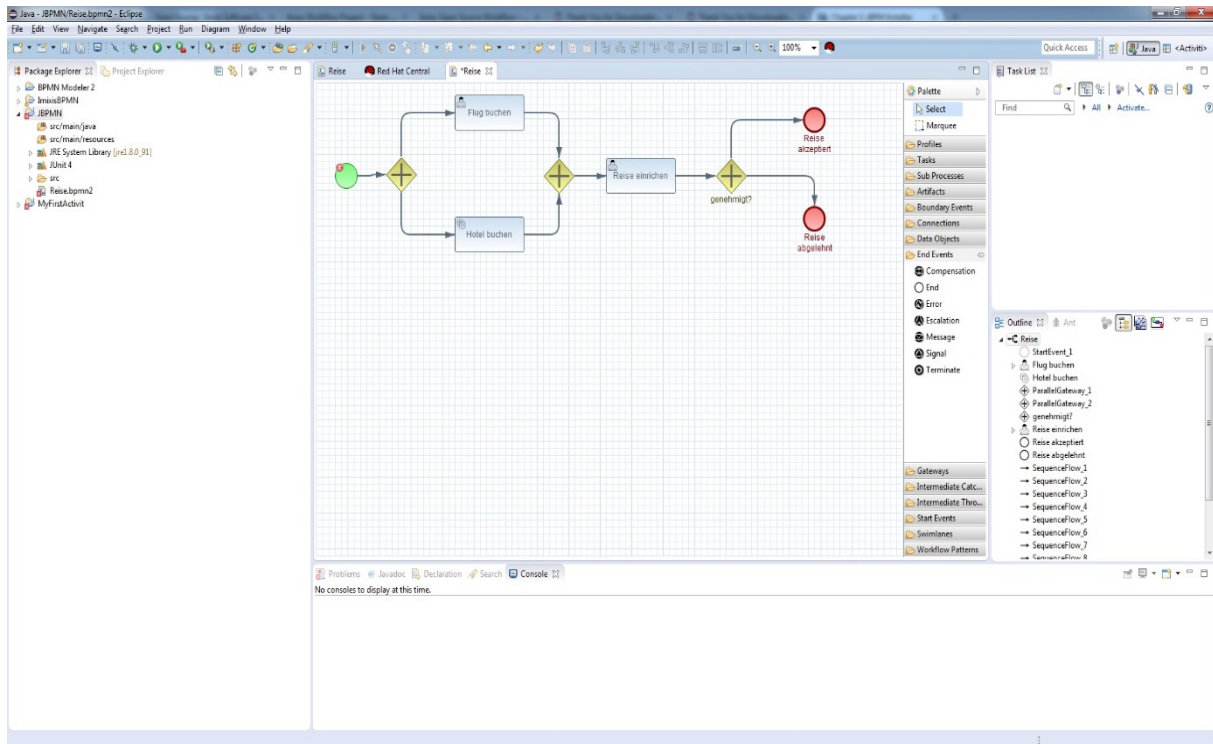 Java - JBPMN/Reise.bpmn2 - Eclipse
File Edit View Navigate Search Project Run Diagram Window Help
100%
Quick Access
Java
<Activiti>
Package Explorer
Project Explorer
BPMN Modeler 2
ImixisBPMN
JBPMN
src/main/java
src/main/resources
JRE System Library [jre1.8.0_91]
JUnit 4
src
Reise.bpmn2
MyFirstActivit
Reise
Red Hat Central
*Reise
Flug buchen
Hotel buchen
Reise einrichen
genehmigt?
Reise
akzeptiert
Reise
abgelehnt
Palette
Select
Marquee
Profiles
Tasks
Sub Processes
Artifacts
Boundary Events
Connections
Data Objects
End Events
Compensation
End
Error
Escalation
Message
Signal
Terminate
Gateways
Intermediate Catc...
Intermediate Thro...
Start Events
Swimlanes
Workflow Patterns
Task List
Find
All
Activate...
Outline
Ant
Reise
StartEvent_1
Flug buchen
Hotel buchen
ParallelGateway_1
ParallelGateway_2
genehmigt?
Reise einrichen
Reise akzeptiert
Reise abgelehnt
SequenceFlow_1
SequenceFlow_2
SequenceFlow_3
SequenceFlow_4
SequenceFlow_5
SequenceFlow_6
SequenceFlow_7
SequenceFlow_8
Problems
Javadoc
Declaration
Search
Console
No consoles to display at this time.